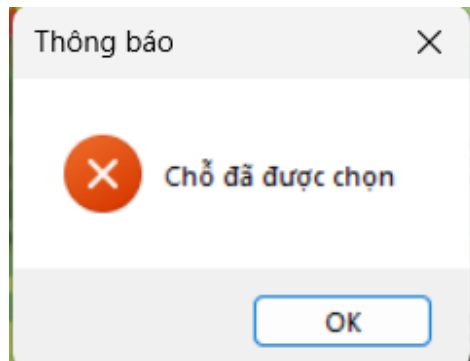 Thông báo
Chỗ đã được chọn
OK